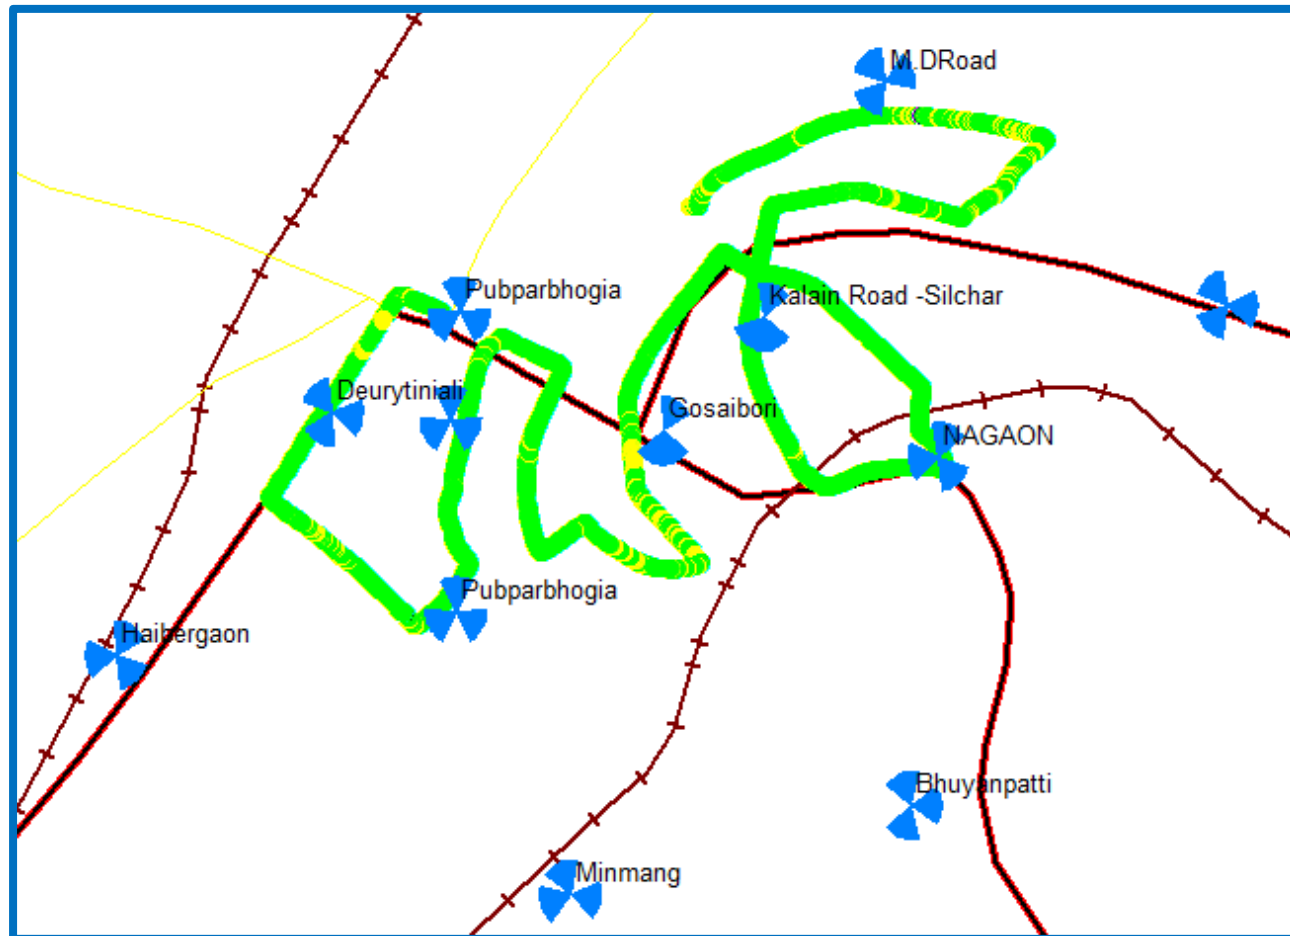 M.DRoad
Pubparbhogia
Kalain Road -Silchar
Deurytiniali
Gosaibori
NAGAON
Pubparbhogia
Haibergaon
Bhuyanpatti
Minmang